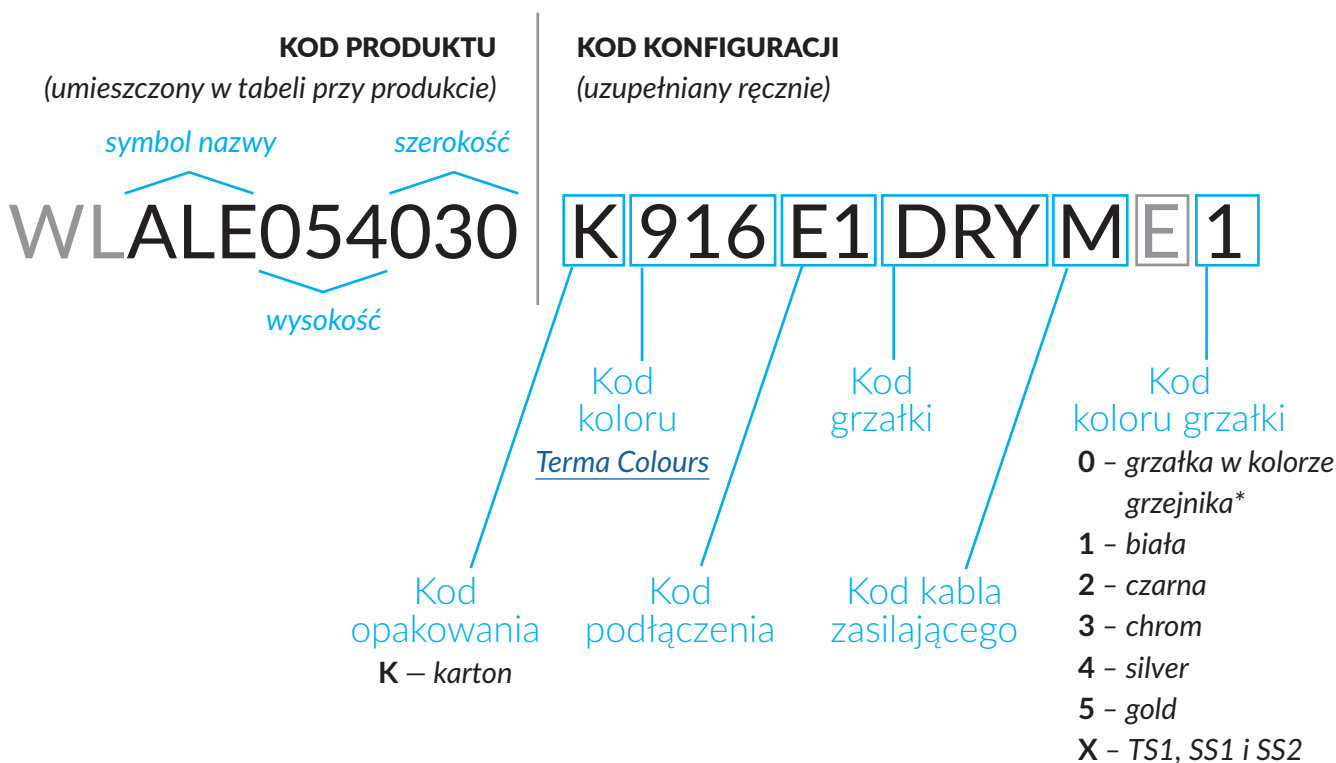 KOD PRODUKTU
(umieszczony w tabeli przy produkcie)
KOD KONFIGURACJI
(uzupełniany ręcznie)
symbol nazwy
szerokość
WLALE054030
K 916 E1 DRY M E 1
wysokość
Kod
koloru
Terma Colours
Kod
grzałki
Kod
koloru grzałki
0 – grzałka w kolorze
grzejnika*
1 – biała
2 – czarna
3 – chrom
4 – silver
5 – gold
X – TS1, SS1 i SS2
Kod
opakowania
K — karton
Kod
podłączenia
Kod kabla
zasilającego